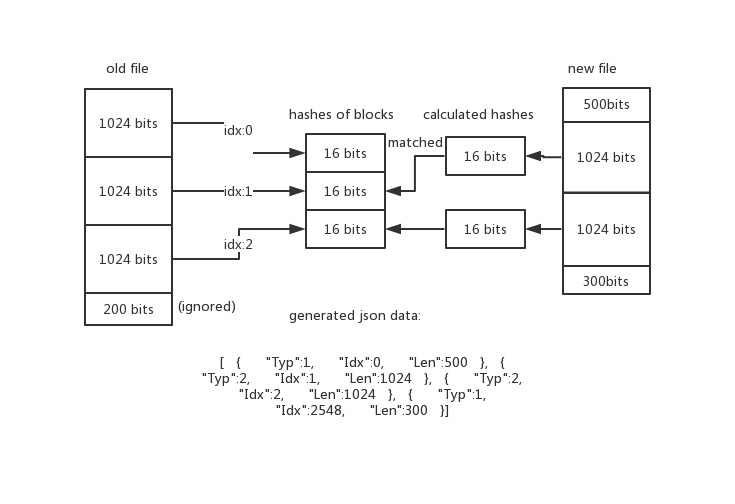 old file
new file
hashes of blocks
calculated hashes
1024 bits
idx:0
16 bits
matched
16 bits
500bits
1024 bits
1024 bits
idx:1
16 bits
1024 bits
idx:2
16 bits
16 bits
1024 bits
200 bits
(ignored)
300bits
generated json data:
[ { "Typ":1, "Idx":0, "Len":500 }, {
"Typ":2, "Idx":1, "Len":1024 }, { "Typ":2,
"Idx":2, "Len":1024 }, { "Typ":1,
"Idx":2548, "Len":300 }]